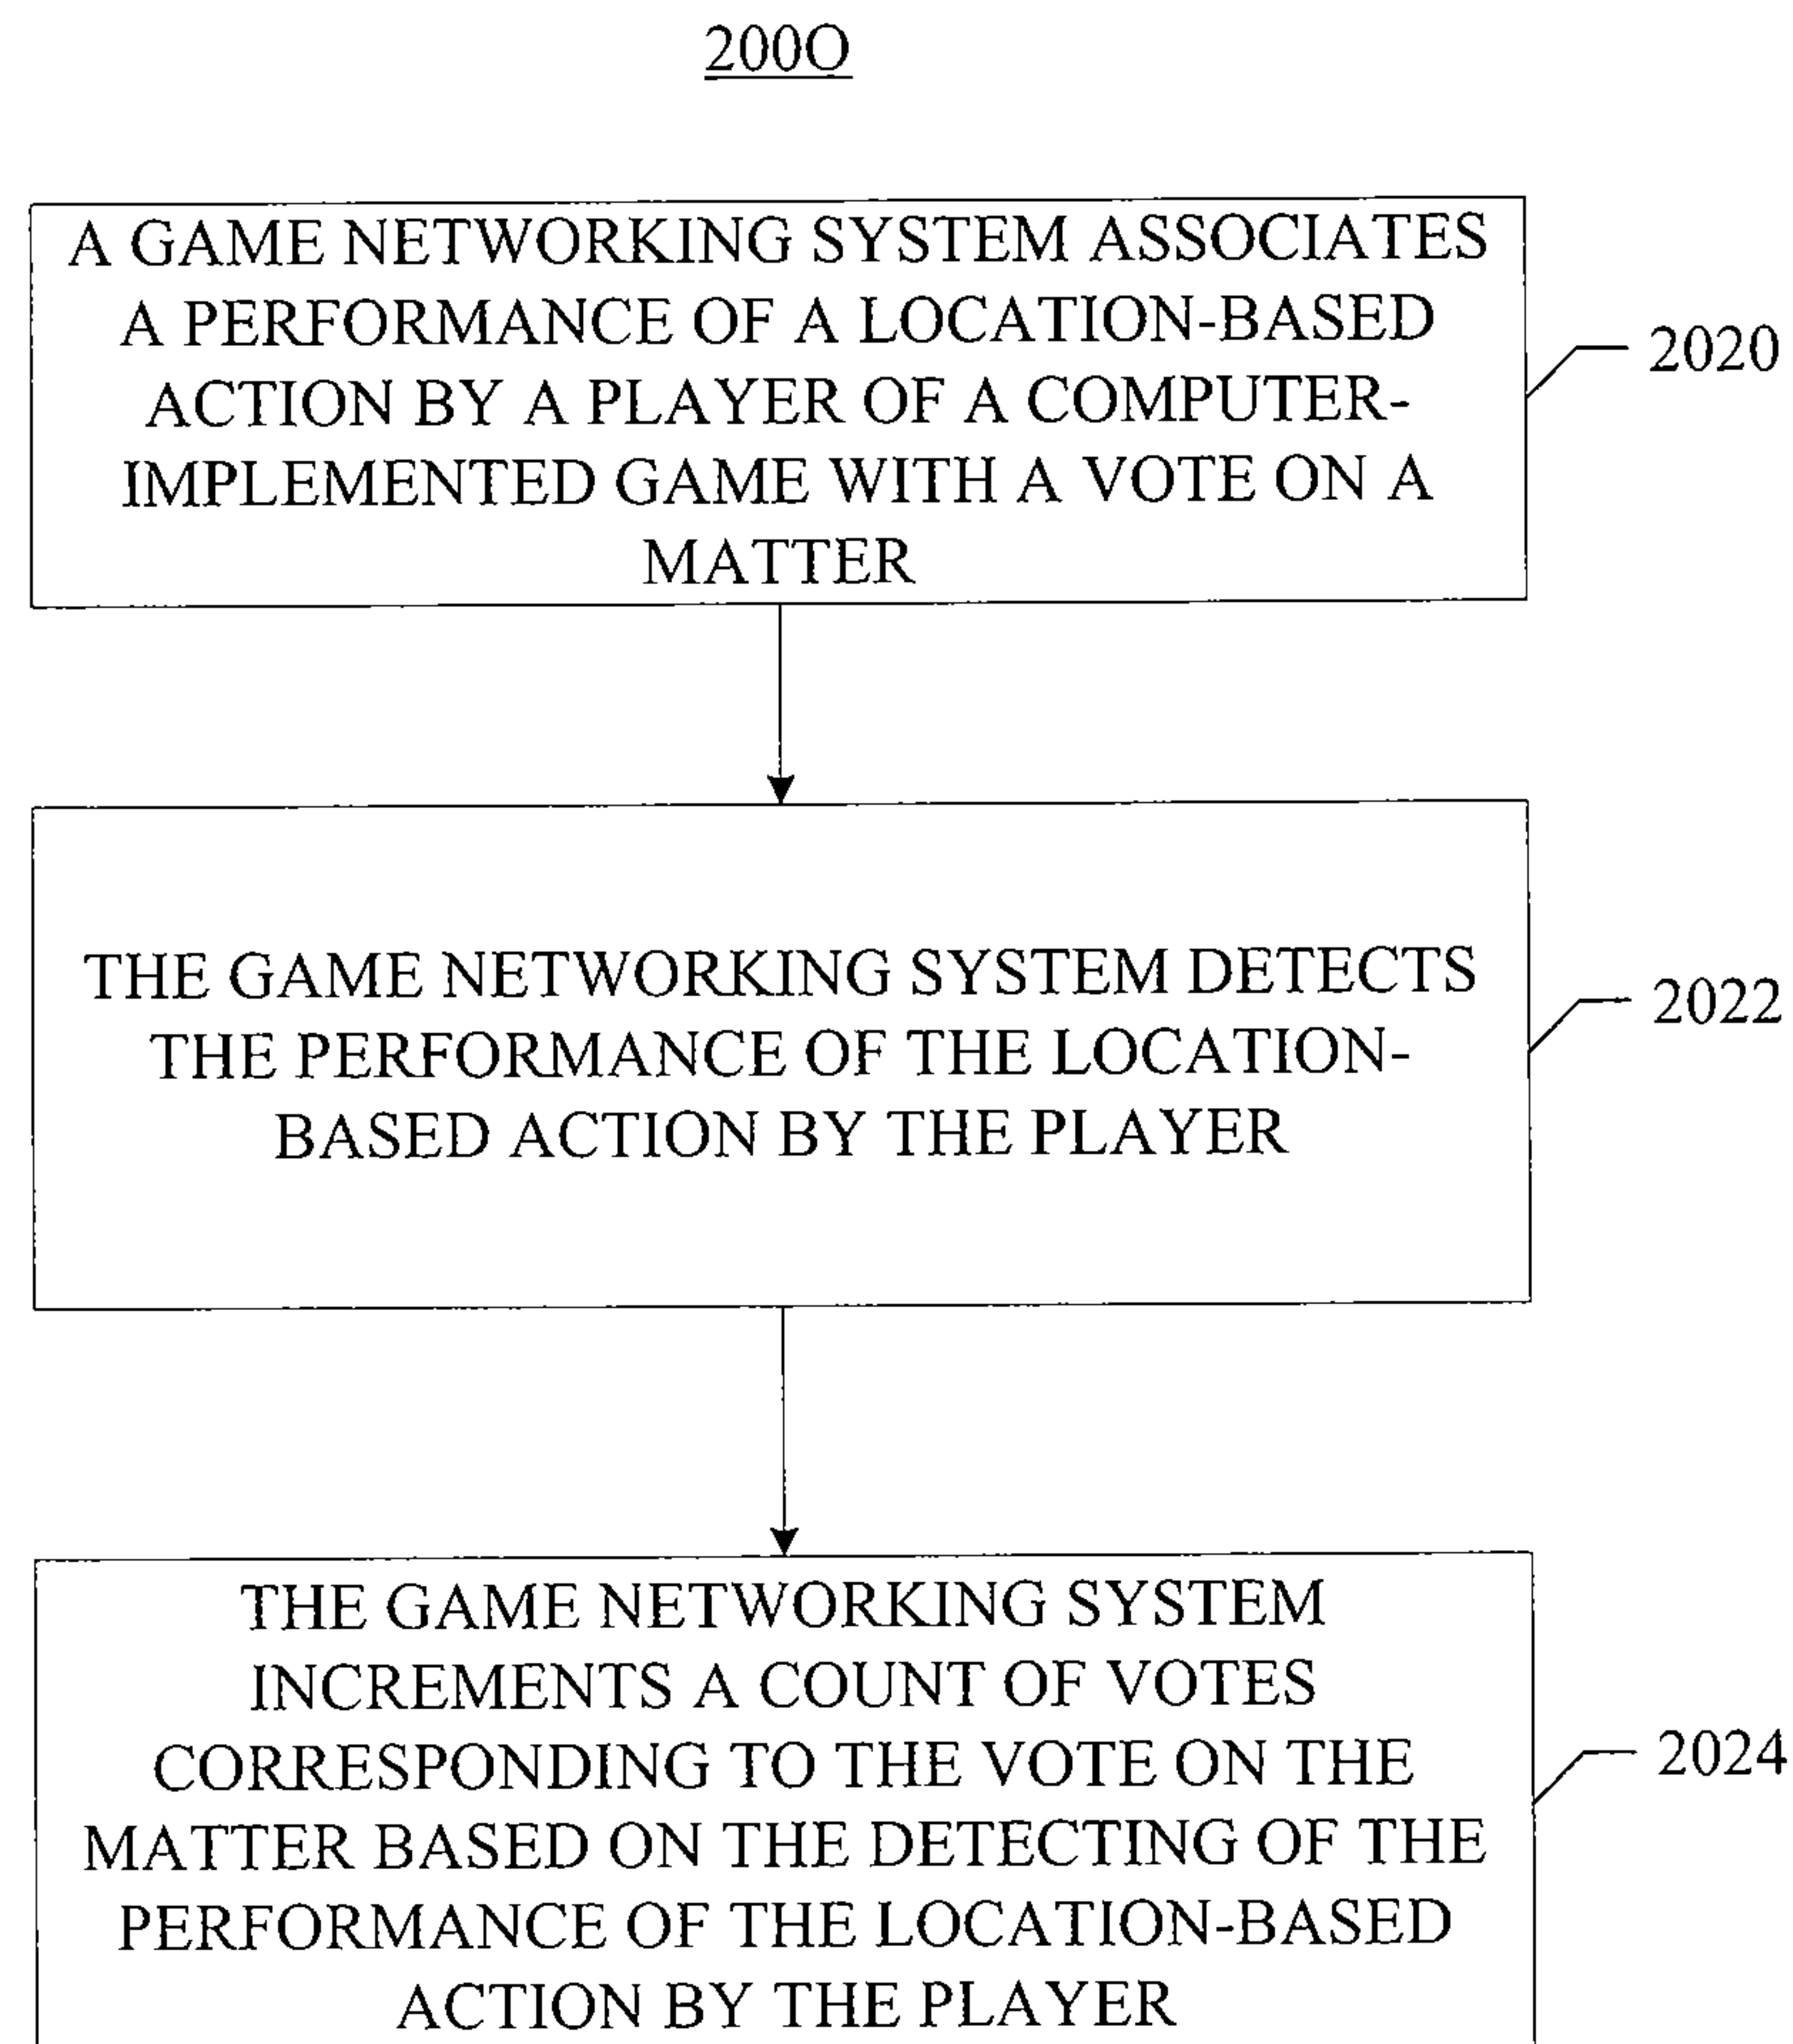 200O
A GAME NETWORKING SYSTEM ASSOCIATES
A PERFORMANCE OF A LOCATION-BASED
ACTION BY A PLAYER OF A COMPUTER-
IMPLEMENTED GAME WITH A VOTE ON A
MATTER
2020
THE GAME NETWORKING SYSTEM DETECTS
THE PERFORMANCE OF THE LOCATION-
BASED ACTION BY THE PLAYER
2022
THE GAME NETWORKING SYSTEM
INCREMENTS A COUNT OF VOTES
CORRESPONDING TO THE VOTE ON THE
MATTER BASED ON THE DETECTING OF THE
PERFORMANCE OF THE LOCATION-BASED
ACTION BY THE PLAYER
2024